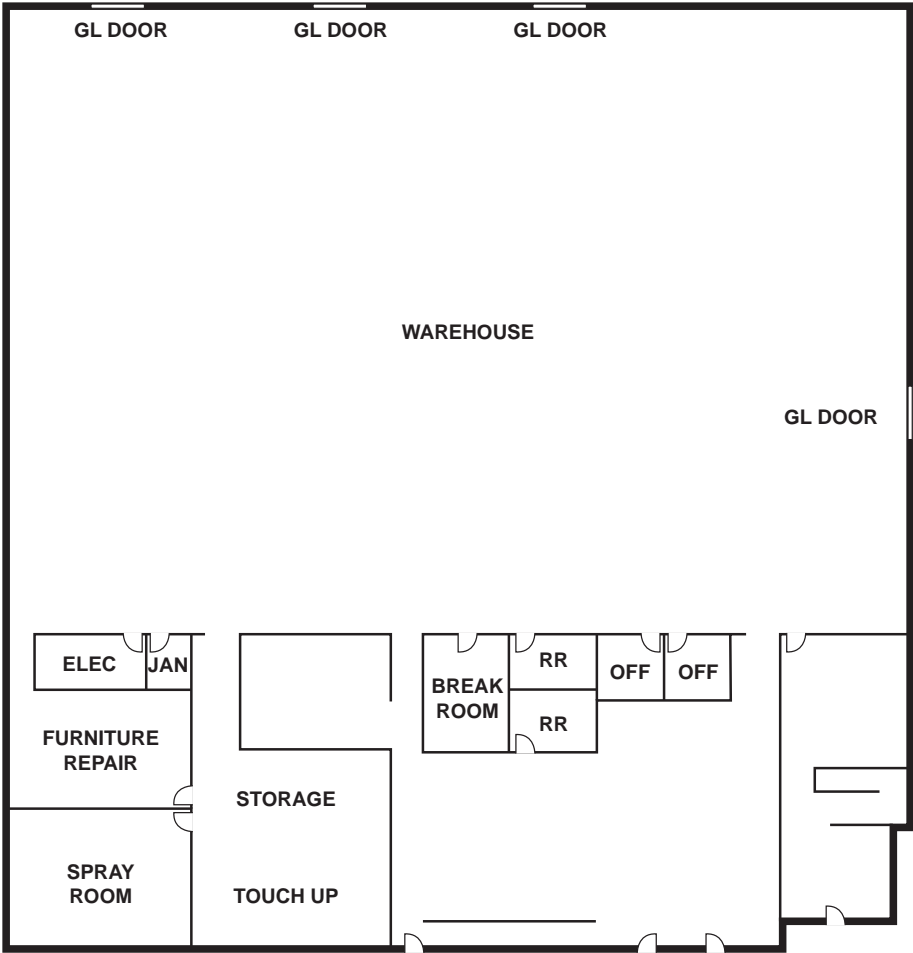 GL DOOR
GL DOOR
GL DOOR
WAREHOUSE
GL DOOR
ELEC
JAN
BREAK
ROOM
RR
OFF
OFF
RR
FURNITURE
REPAIR
STORAGE
SPRAY
ROOM
TOUCH UP